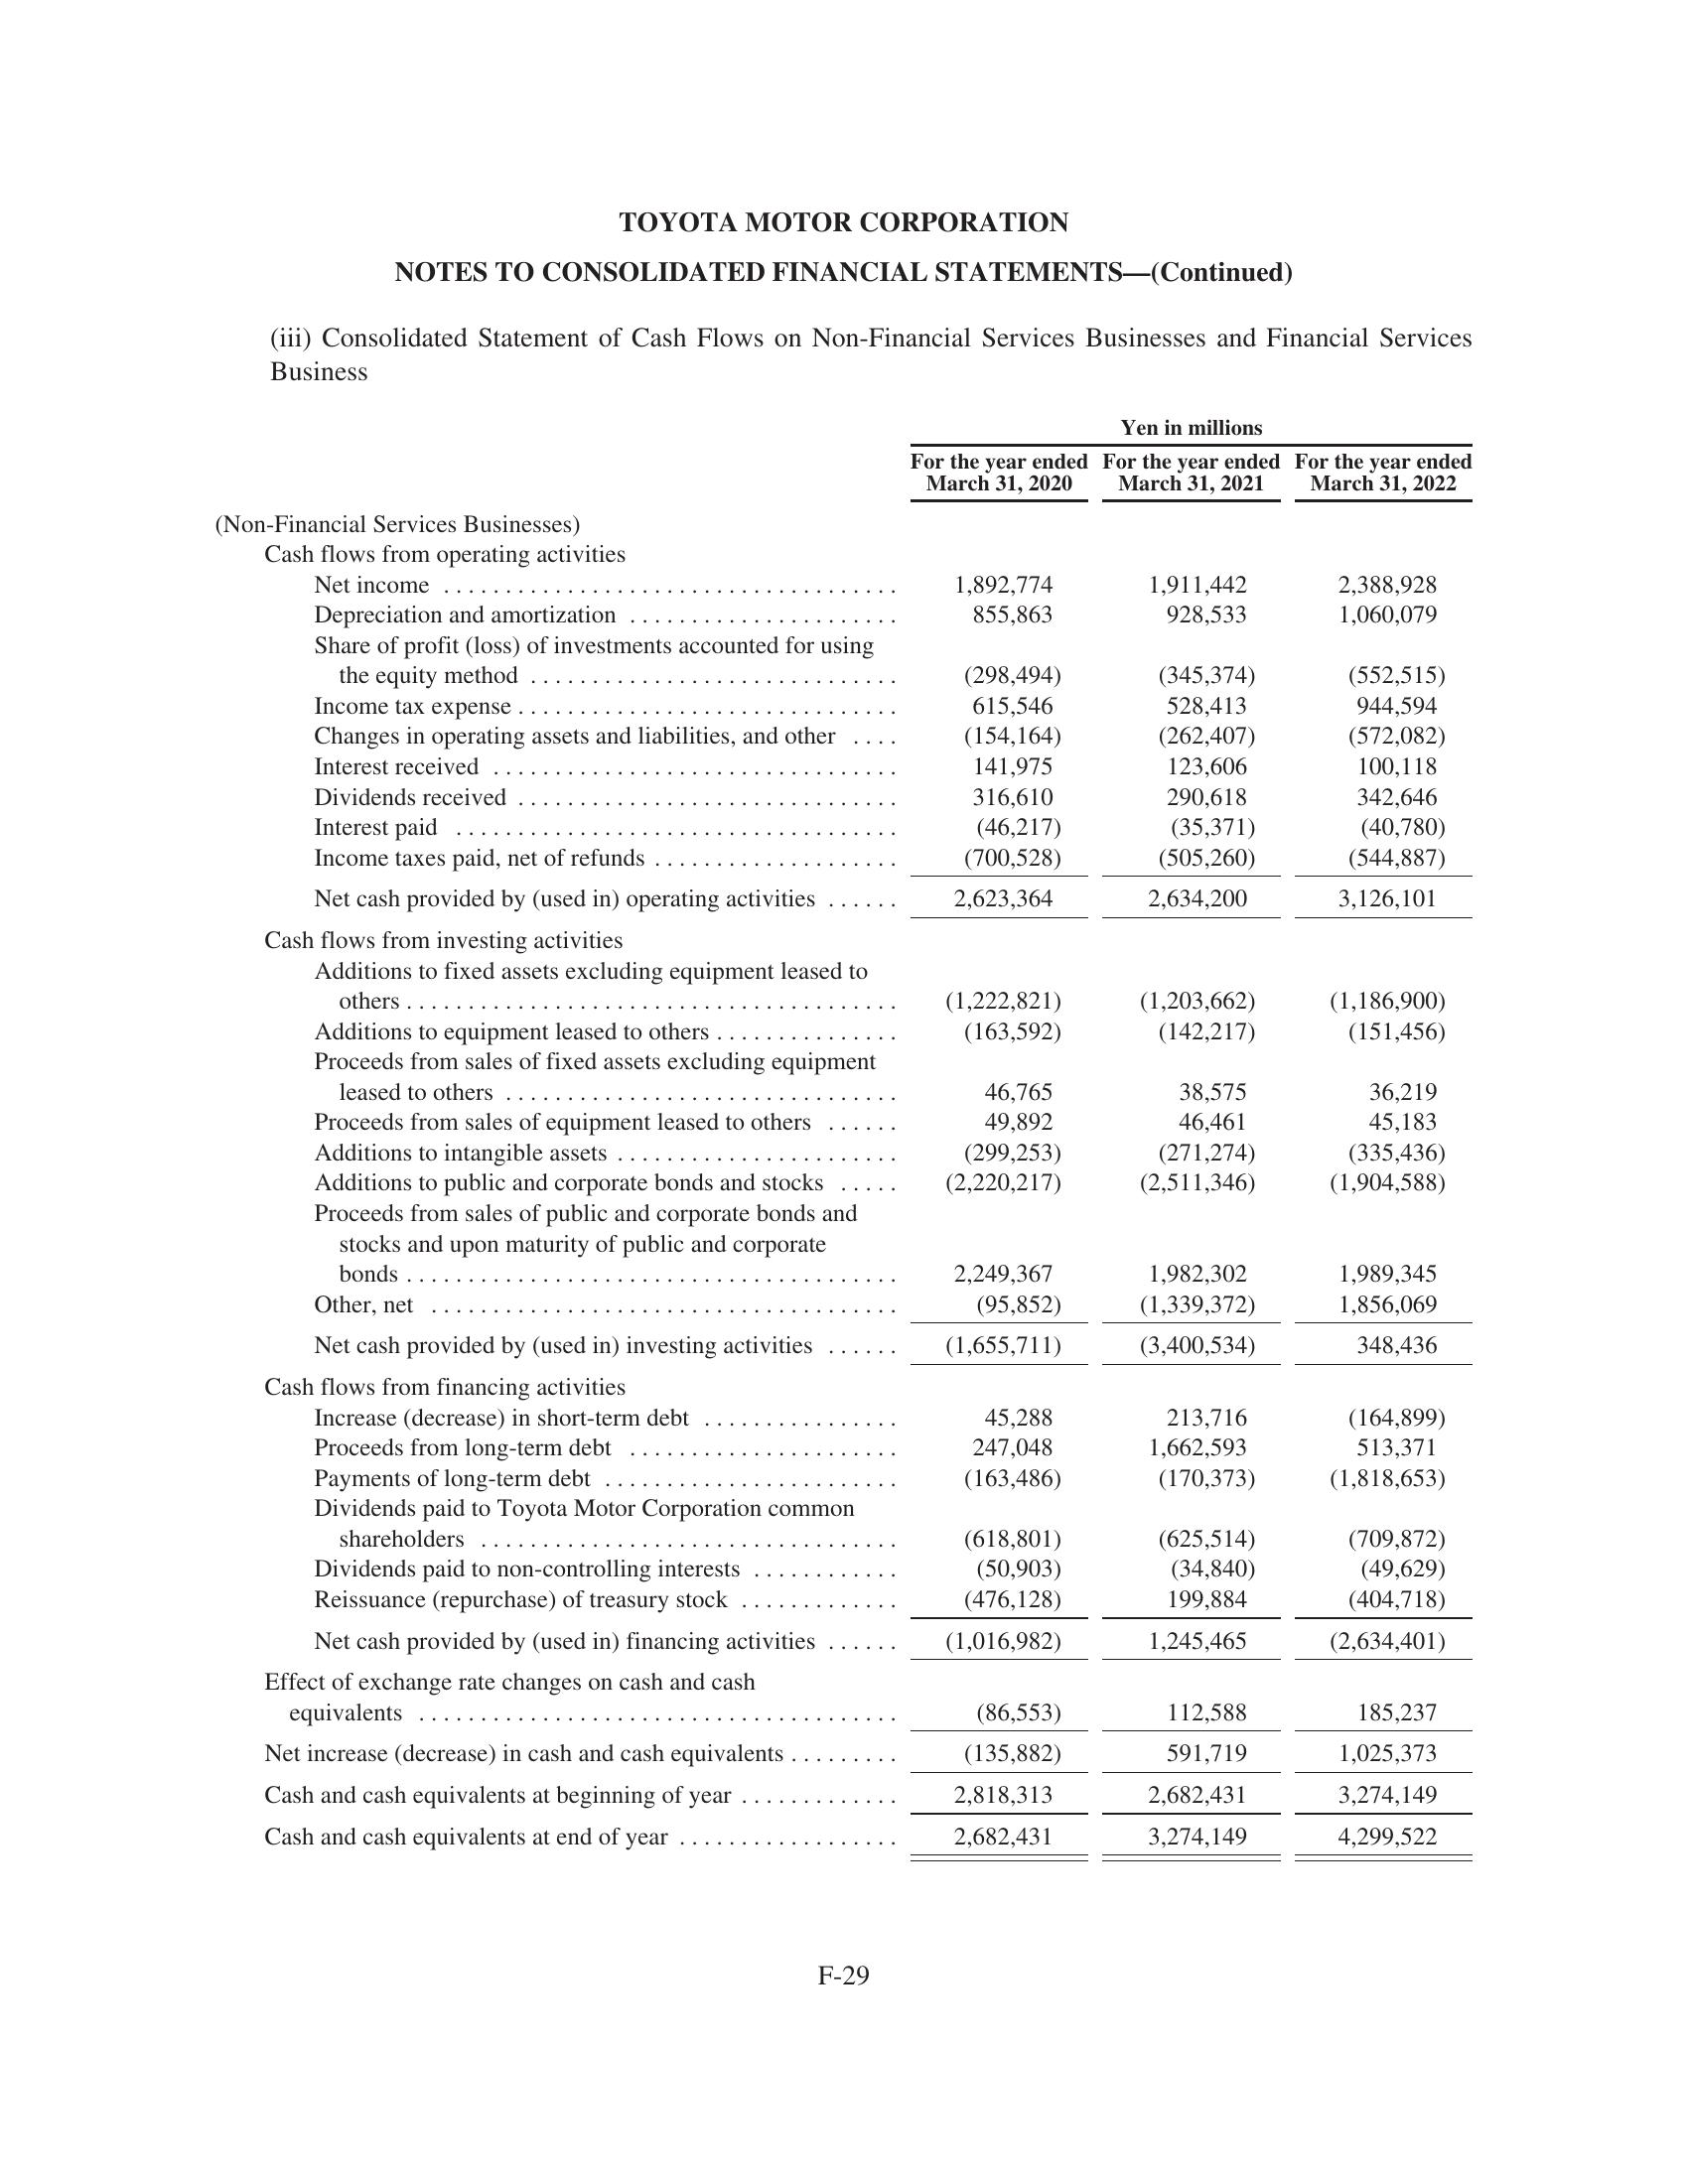 TOYOTA MOTOR CORPORATION
NOTES TO CONSOLIDATED FINANCIAL STATEMENTS—(Continued)
(iii) Consolidated Statement of Cash Flows on Non-Financial Services Businesses and Financial Services
Business
Yen in millions
For the year ended For the year ended For the year ended
March 31, 2020 March 31, 2021 March 31, 2022
(Non-Financial Services Businesses)
Cash flows from operating activities
Net income . . . . . . . . . . . . . . . . . . . . . . . . . . . . . . . . . . . . . 1,892,774 1,911,442 2,388,928
Depreciation and amortization . . . . . . . . . . . . . . . . . . . . . . 855,863 928,533 1,060,079
Share of profit (loss) of investments accounted for using
the equity method . . . . . . . . . . . . . . . . . . . . . . . . . . . . . . (298,494) (345,374) (552,515)
Income tax expense . . . . . . . . . . . . . . . . . . . . . . . . . . . . . . . 615,546 528,413 944,594
Changes in operating assets and liabilities, and other . . . . (154,164) (262,407) (572,082)
Interest received . . . . . . . . . . . . . . . . . . . . . . . . . . . . . . . . . 141,975 123,606 100,118
Dividends received . . . . . . . . . . . . . . . . . . . . . . . . . . . . . . . 316,610 290,618 342,646
Interest paid . . . . . . . . . . . . . . . . . . . . . . . . . . . . . . . . . . . . (46,217) (35,371) (40,780)
Income taxes paid, net of refunds . . . . . . . . . . . . . . . . . . . . (700,528) (505,260) (544,887)
Net cash provided by (used in) operating activities . . . . . . 2,623,364 2,634,200 3,126,101
Cash flows from investing activities
Additions to fixed assets excluding equipment leased to
others . . . . . . . . . . . . . . . . . . . . . . . . . . . . . . . . . . . . . . . . (1,222,821) (1,203,662) (1,186,900)
Additions to equipment leased to others . . . . . . . . . . . . . . . (163,592) (142,217) (151,456)
Proceeds from sales of fixed assets excluding equipment
leased to others . . . . . . . . . . . . . . . . . . . . . . . . . . . . . . . . 46,765 38,575 36,219
Proceeds from sales of equipment leased to others . . . . . . 49,892 46,461 45,183
Additions to intangible assets . . . . . . . . . . . . . . . . . . . . . . . (299,253) (271,274) (335,436)
Additions to public and corporate bonds and stocks . . . . . (2,220,217) (2,511,346) (1,904,588)
Proceeds from sales of public and corporate bonds and
stocks and upon maturity of public and corporate
bonds . . . . . . . . . . . . . . . . . . . . . . . . . . . . . . . . . . . . . . . . 2,249,367 1,982,302 1,989,345
Other, net . . . . . . . . . . . . . . . . . . . . . . . . . . . . . . . . . . . . . . (95,852) (1,339,372) 1,856,069
Net cash provided by (used in) investing activities . . . . . . (1,655,711) (3,400,534) 348,436
Cash flows from financing activities
Increase (decrease) in short-term debt . . . . . . . . . . . . . . . . 45,288 213,716 (164,899)
Proceeds from long-term debt . . . . . . . . . . . . . . . . . . . . . . 247,048 1,662,593 513,371
Payments of long-term debt . . . . . . . . . . . . . . . . . . . . . . . . (163,486) (170,373) (1,818,653)
Dividends paid to Toyota Motor Corporation common
shareholders . . . . . . . . . . . . . . . . . . . . . . . . . . . . . . . . . . (618,801) (625,514) (709,872)
Dividends paid to non-controlling interests . . . . . . . . . . . . (50,903) (34,840) (49,629)
Reissuance (repurchase) of treasury stock . . . . . . . . . . . . . (476,128) 199,884 (404,718)
Net cash provided by (used in) financing activities . . . . . . (1,016,982) 1,245,465 (2,634,401)
Effect of exchange rate changes on cash and cash
equivalents . . . . . . . . . . . . . . . . . . . . . . . . . . . . . . . . . . . . . . . (86,553) 112,588 185,237
Net increase (decrease) in cash and cash equivalents . . . . . . . . . (135,882) 591,719 1,025,373
Cash and cash equivalents at beginning of year . . . . . . . . . . . . . 2,818,313 2,682,431 3,274,149
Cash and cash equivalents at end of year . . . . . . . . . . . . . . . . . . 2,682,431 3,274,149 4,299,522
F-29